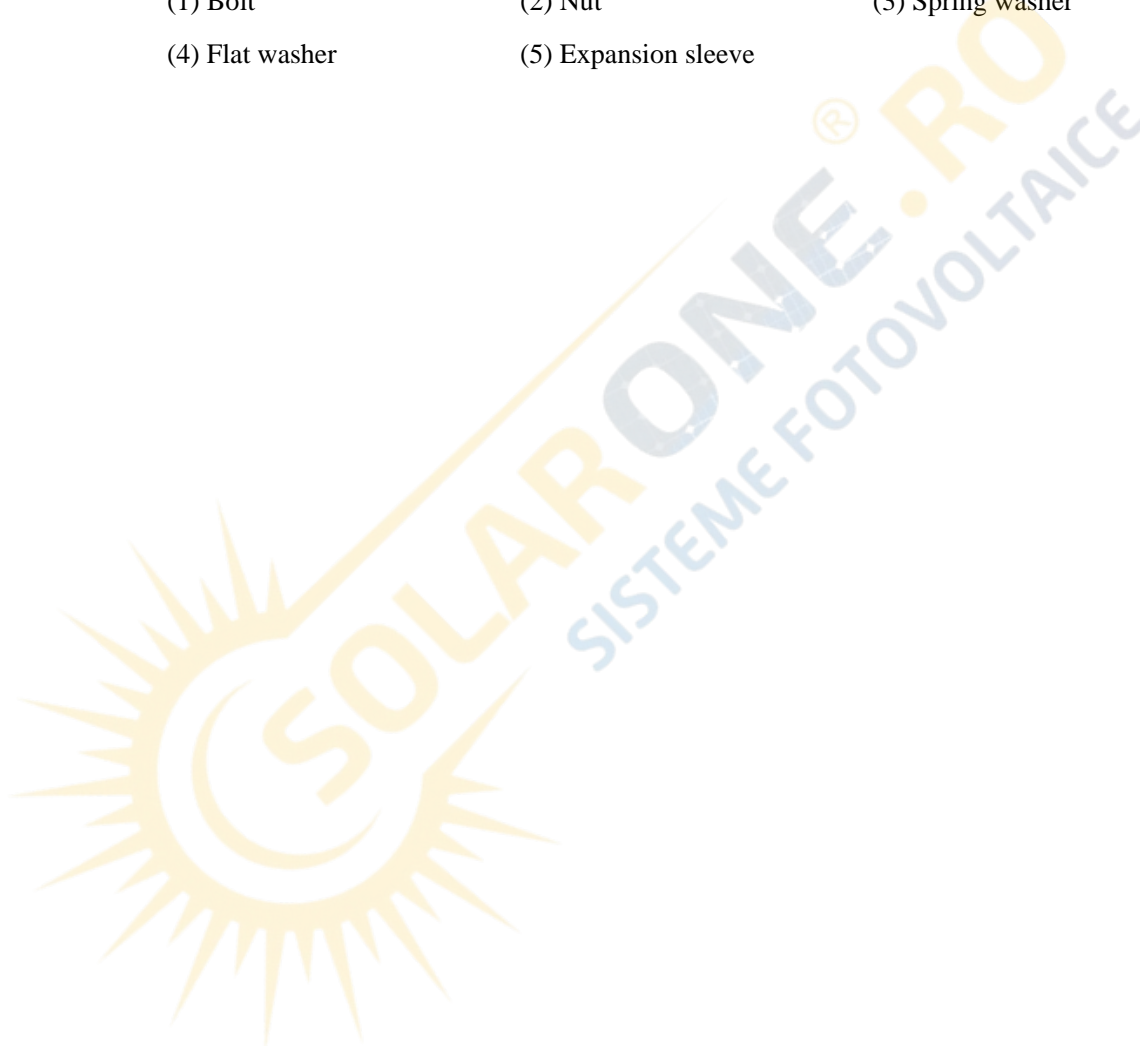 (1) Bolt (2) Nut (3) Spring washer
(4) Flat washer (5) Expansion sleeve
SOLARONE.RO ®
SISTEME FOTOVOLTAICE